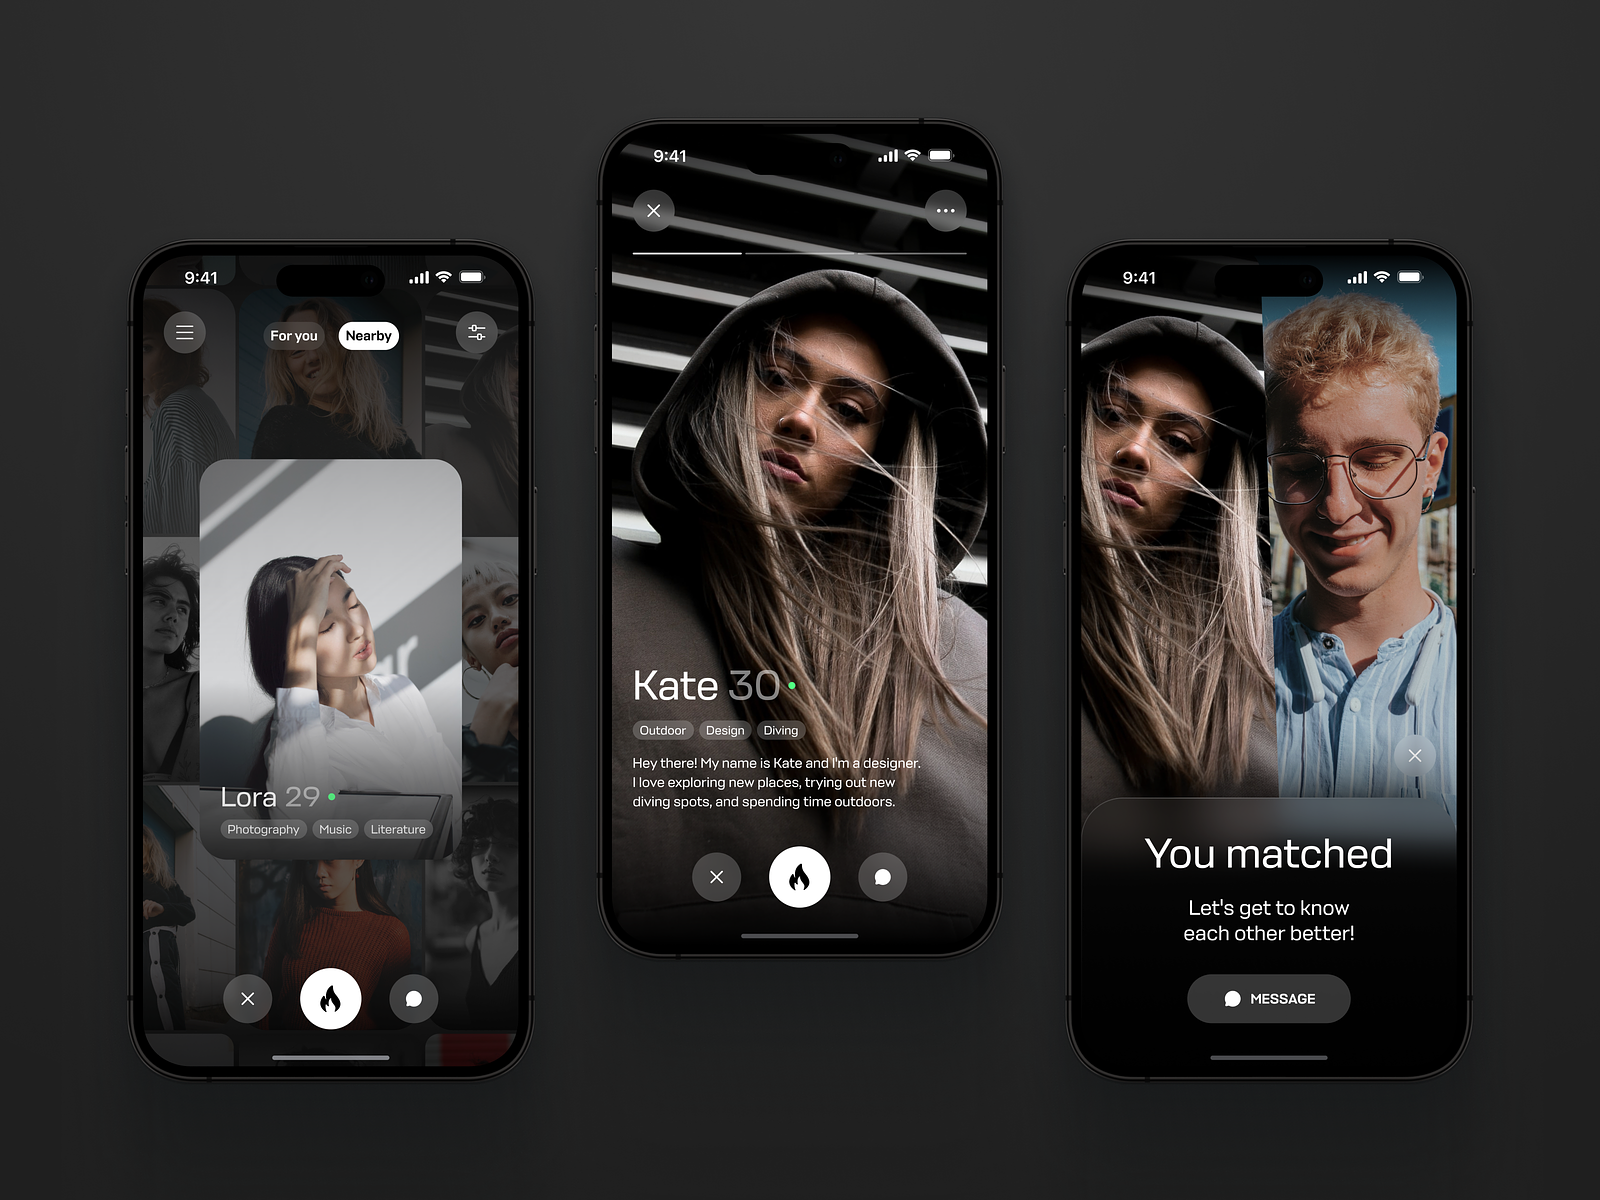 9:41
For you
Nearby
Lora 29
Photography
Music
Literature
9:41
Kate 30
Outdoor
Design
Diving
Hey there! My name is Kate and I'm a designer.
I love exploring new places, trying out new
diving spots, and spending time outdoors.
9:41
You matched
Let's get to know
each other better!
MESSAGE